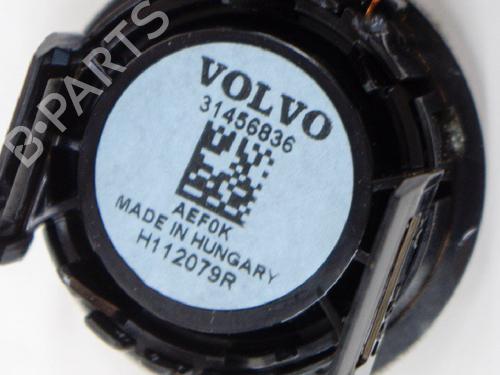 B-PARTS
VOLVO
31456836
AEF0K
MADE IN HUNGARY
H112079R